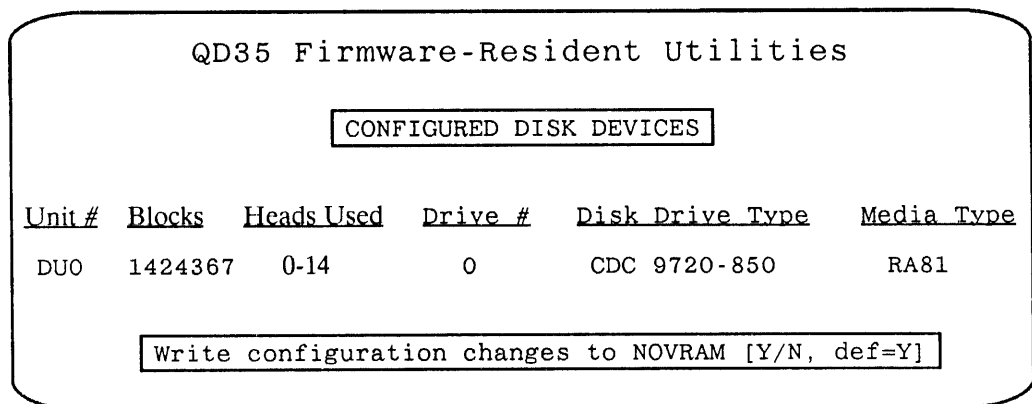 QD35 Firmware-Resident Utilities
CONFIGURED DISK DEVICES
Unit # Blocks Heads Used Drive # Disk Drive Type Media Type
DU0 1424367 0-14 0 CDC 9720-850 RA81
Write configuration changes to NOVRAM [Y/N, def=Y]